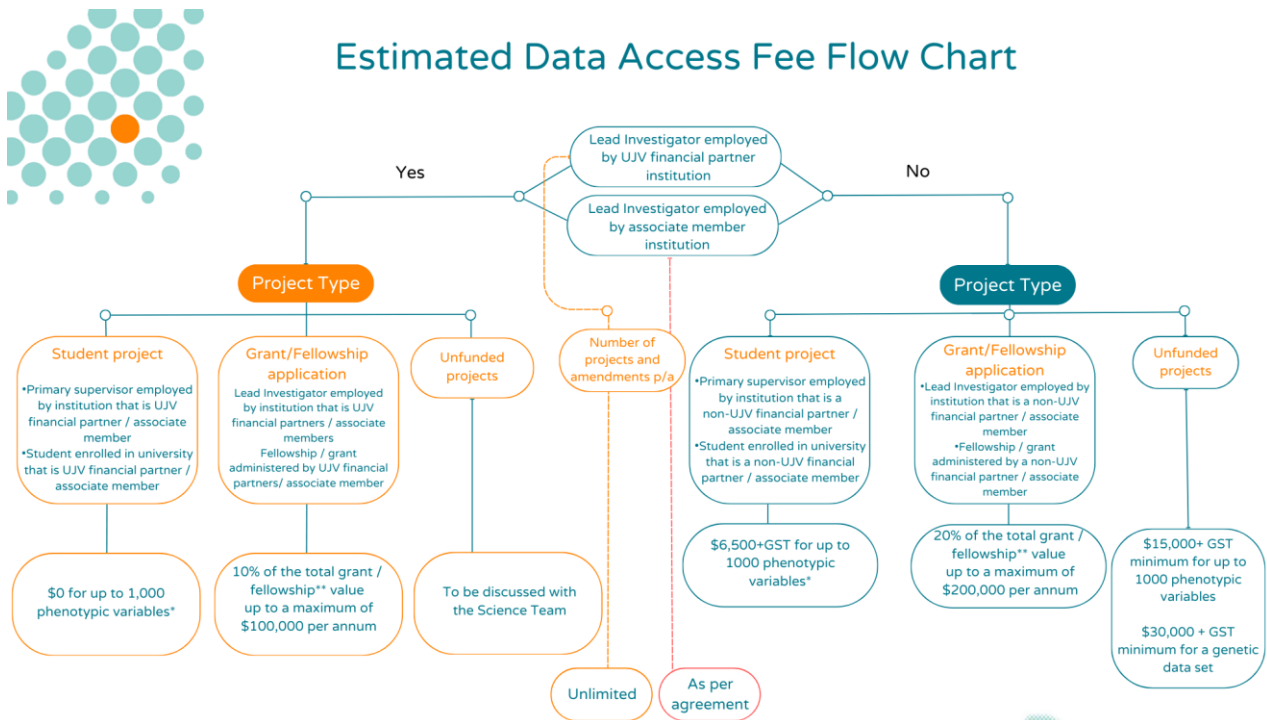 Estimated Data Access Fee Flow Chart
Lead Investigator employed
by UJV financial partner
institution
Yes
No
Lead Investigator employed
by associate member
institution
Project Type
Project Type
Student project
•Primary supervisor employed
by institution that is UJV
financial partner / associate
member
•Student enrolled in university
that is UJV financial partner /
associate member
Grant/Fellowship
application
Lead Investigator employed
by institution that is UJV
financial partners / associate
members
Fellowship / grant
administered by UJV financial
partners/ associate member
Unfunded
projects
Number of
projects and
amendments p/a
Student project
•Primary supervisor employed
by institution that is a
non-UJV financial partner /
associate member
•Student enrolled in university
that is a non-UJV financial
partner / associate member
Grant/Fellowship
application
•Lead Investigator employed by
institution that is a non-UJV
financial partner / associate
member
•Fellowship / grant
administered by a non-UJV
financial partner / associate
member
Unfunded
projects
$0 for up to 1,000
phenotypic variables*
10% of the total grant /
fellowship** value
up to a maximum of
$100,000 per annum
To be discussed with
the Science Team
$6,500+GST for up to
1000 phenotypic
variables*
20% of the total grant /
fellowship** value
up to a maximum of
$200,000 per annum
$15,000+ GST
minimum for up to
1000 phenotypic
variables
$30,000 + GST
minimum for a genetic
data set
Unlimited
As per
agreement